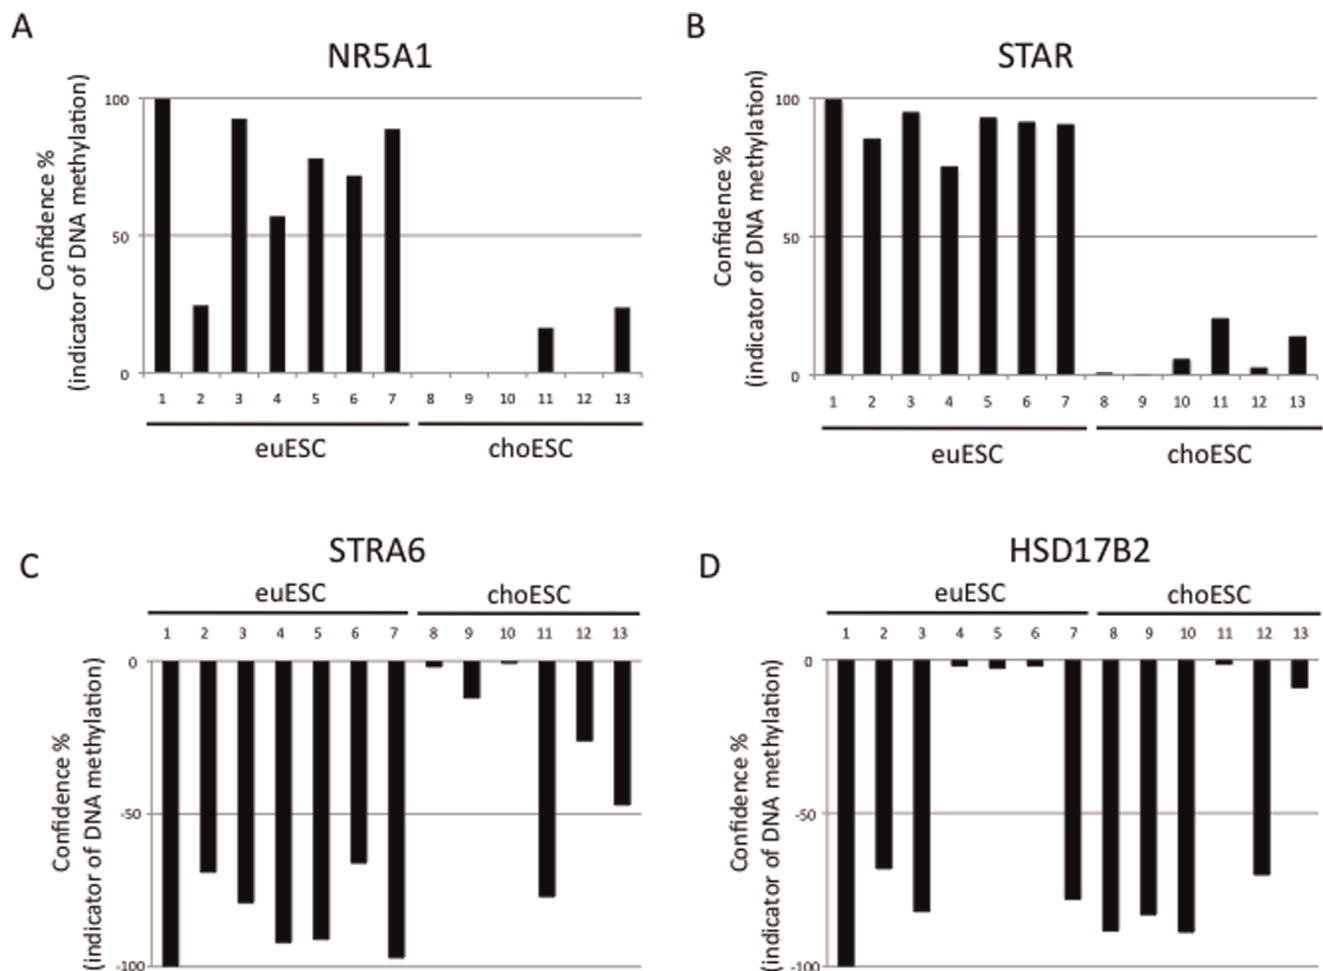 A
NR5A1
Confidence %
(indicator of DNA methylation)
100
50
0
1 2 3 4 5 6 7 8 9 10 11 12 13
euESC choESC
B
STAR
Confidence %
(indicator of DNA methylation)
100
50
0
1 2 3 4 5 6 7 8 9 10 11 12 13
euESC choESC
C
STRA6
euESC choESC
1 2 3 4 5 6 7 8 9 10 11 12 13
Confidence %
(indicator of DNA methylation)
0
-50
-100
D
HSD17B2
euESC choESC
1 2 3 4 5 6 7 8 9 10 11 12 13
Confidence %
(indicator of DNA methylation)
0
-50
-100